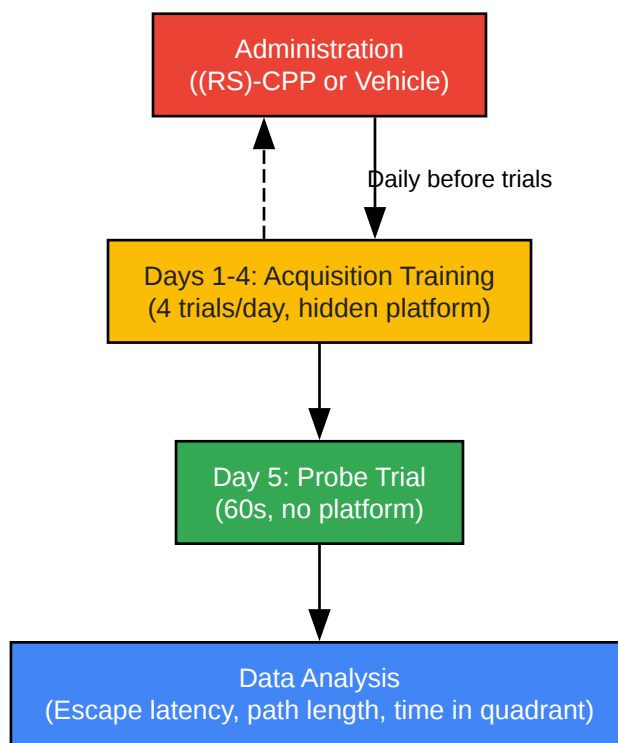 Administration
((RS)-CPP or Vehicle)
Daily before trials
Days 1-4: Acquisition Training
(4 trials/day, hidden platform)
Day 5: Probe Trial
(60s, no platform)
Data Analysis
(Escape latency, path length, time in quadrant)